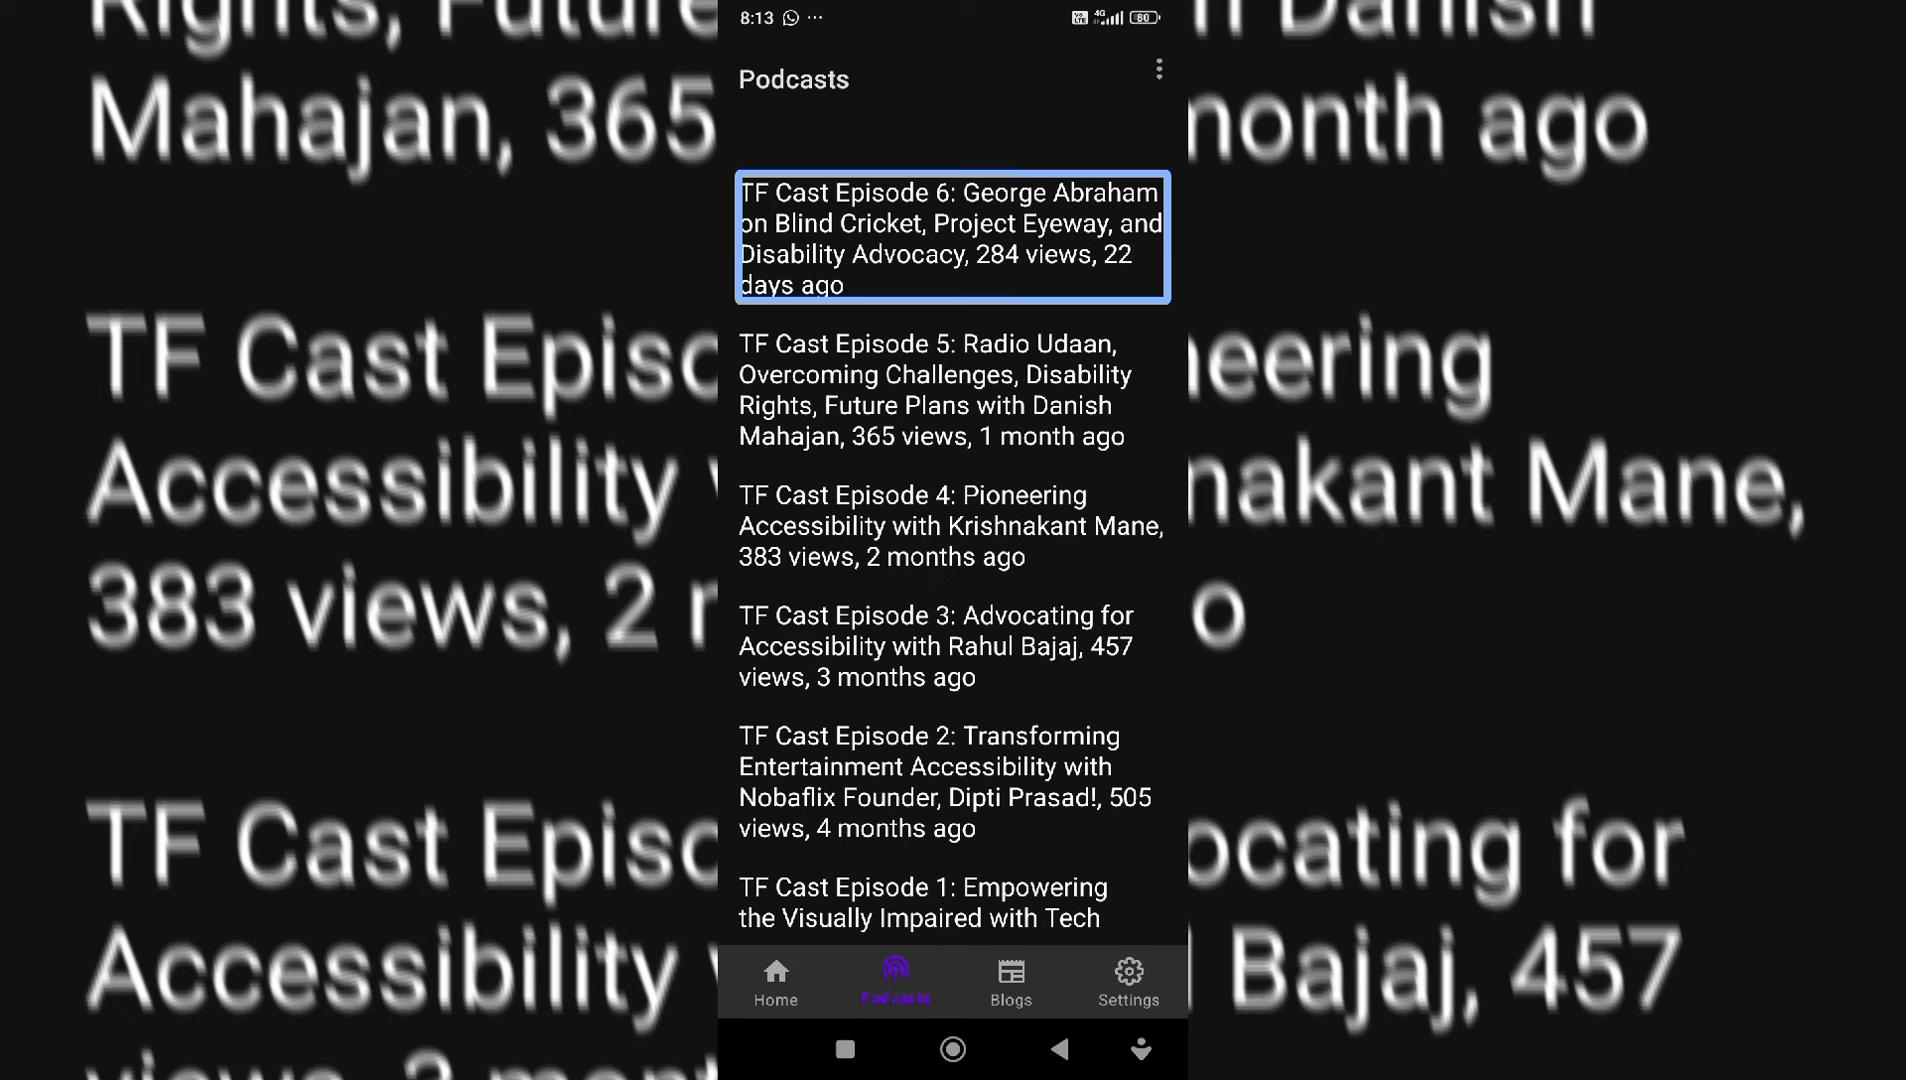 8:13
4G
80
Podcasts
TF Cast Episode 6: George Abraham
on Blind Cricket, Project Eyeway, and
Disability Advocacy, 284 views, 22
days ago
TF Cast Episode 5: Radio Udaan,
Overcoming Challenges, Disability
Rights, Future Plans with Danish
Mahajan, 365 views, 1 month ago
TF Cast Episode 4: Pioneering
Accessibility with Krishnakant Mane,
383 views, 2 months ago
TF Cast Episode 3: Advocating for
Accessibility with Rahul Bajaj, 457
views, 3 months ago
TF Cast Episode 2: Transforming
Entertainment Accessibility with
Nobaflix Founder, Dipti Prasad!, 505
views, 4 months ago
TF Cast Episode 1: Empowering
the Visually Impaired with Tech
Home
Podcasts
Blogs
Settings